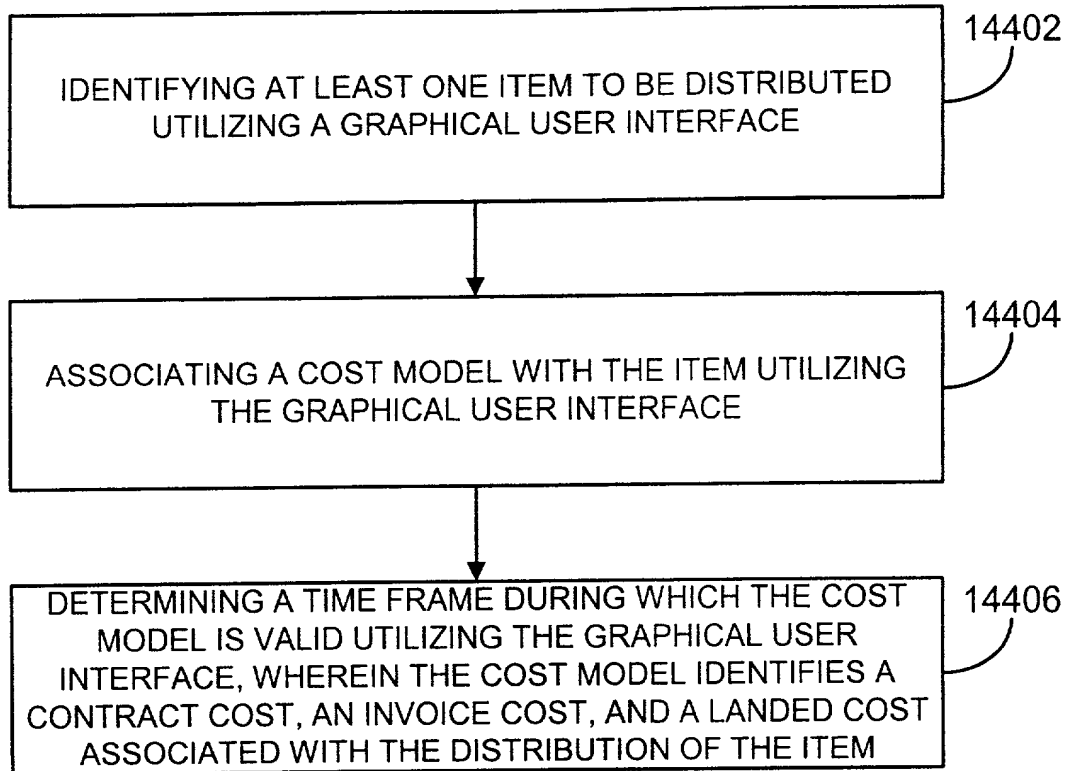 14402
IDENTIFYING AT LEAST ONE ITEM TO BE DISTRIBUTED
UTILIZING A GRAPHICAL USER INTERFACE
14404
ASSOCIATING A COST MODEL WITH THE ITEM UTILIZING
THE GRAPHICAL USER INTERFACE
14406
DETERMINING A TIME FRAME DURING WHICH THE COST
MODEL IS VALID UTILIZING THE GRAPHICAL USER
INTERFACE, WHEREIN THE COST MODEL IDENTIFIES A
CONTRACT COST, AN INVOICE COST, AND A LANDED COST
ASSOCIATED WITH THE DISTRIBUTION OF THE ITEM